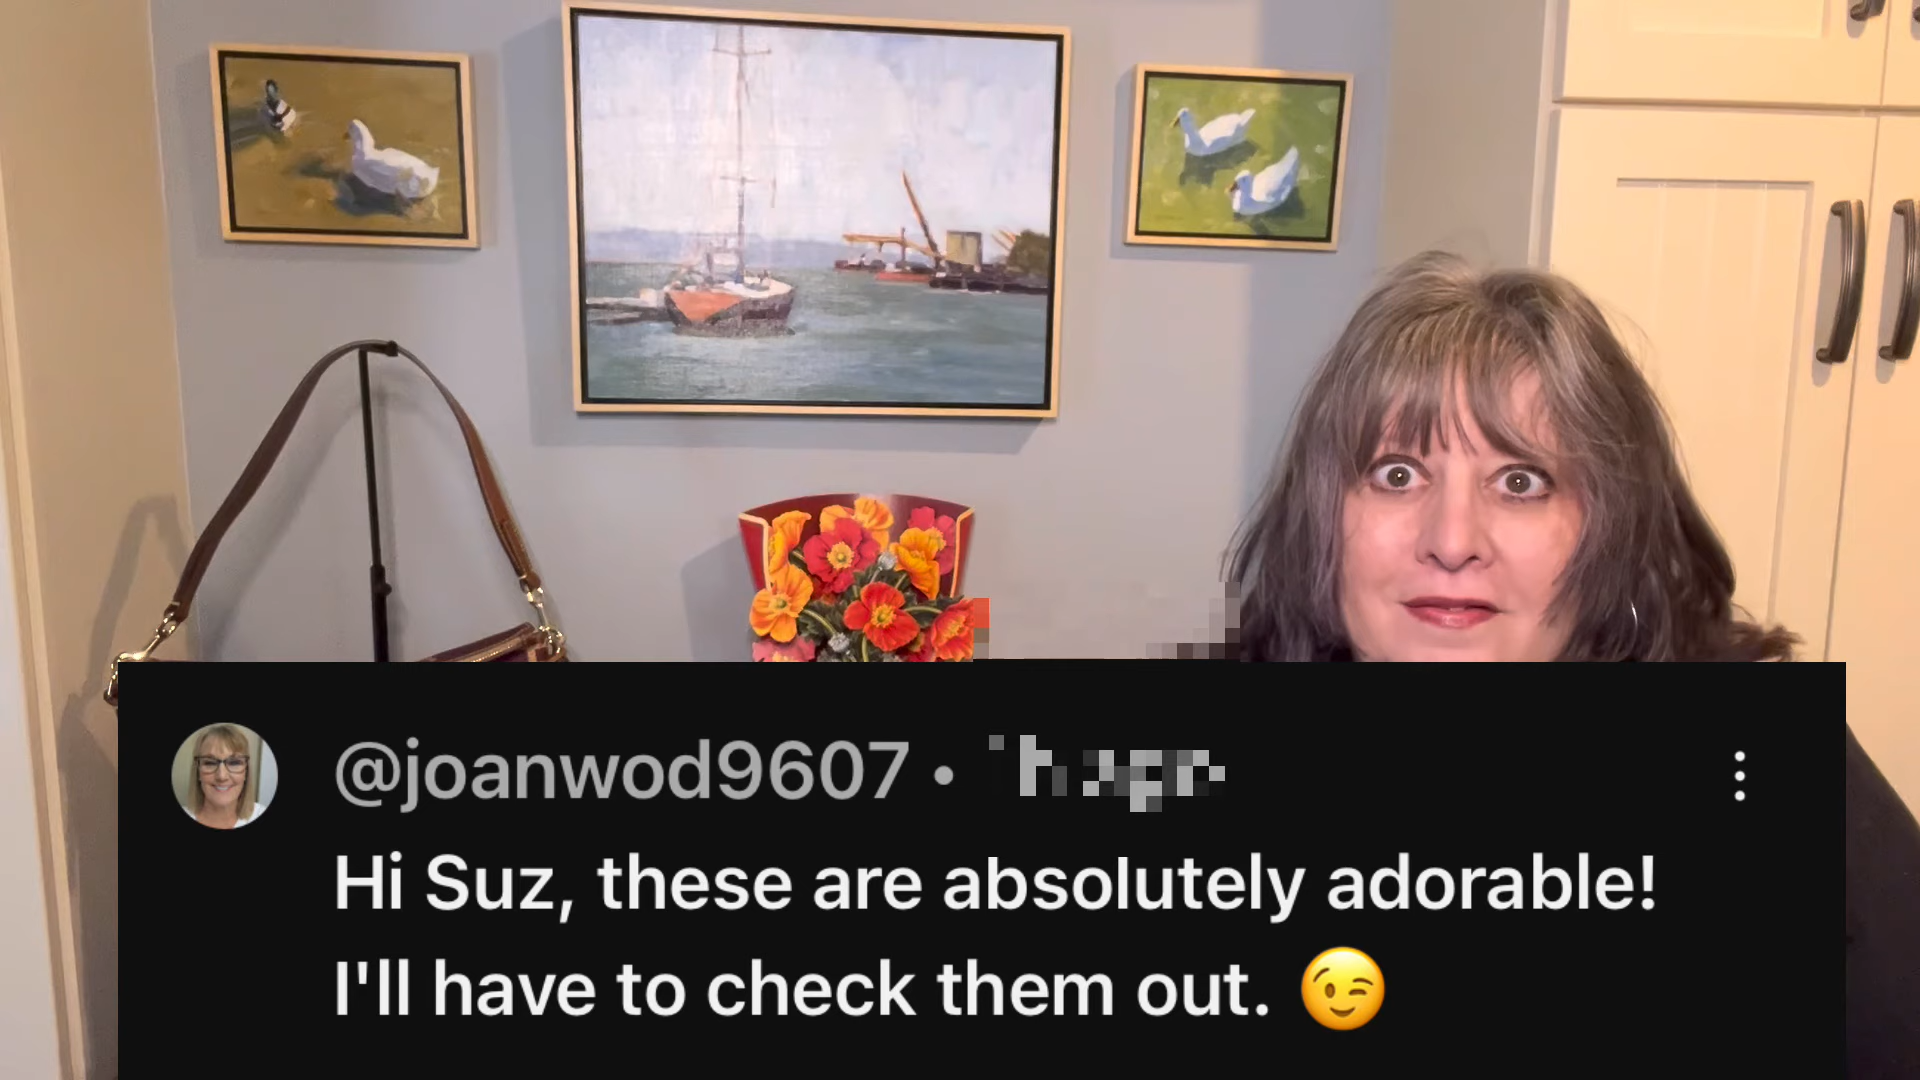 @joanwod9607 •
Hi Suz, these are absolutely adorable!
I'll have to check them out. 😉